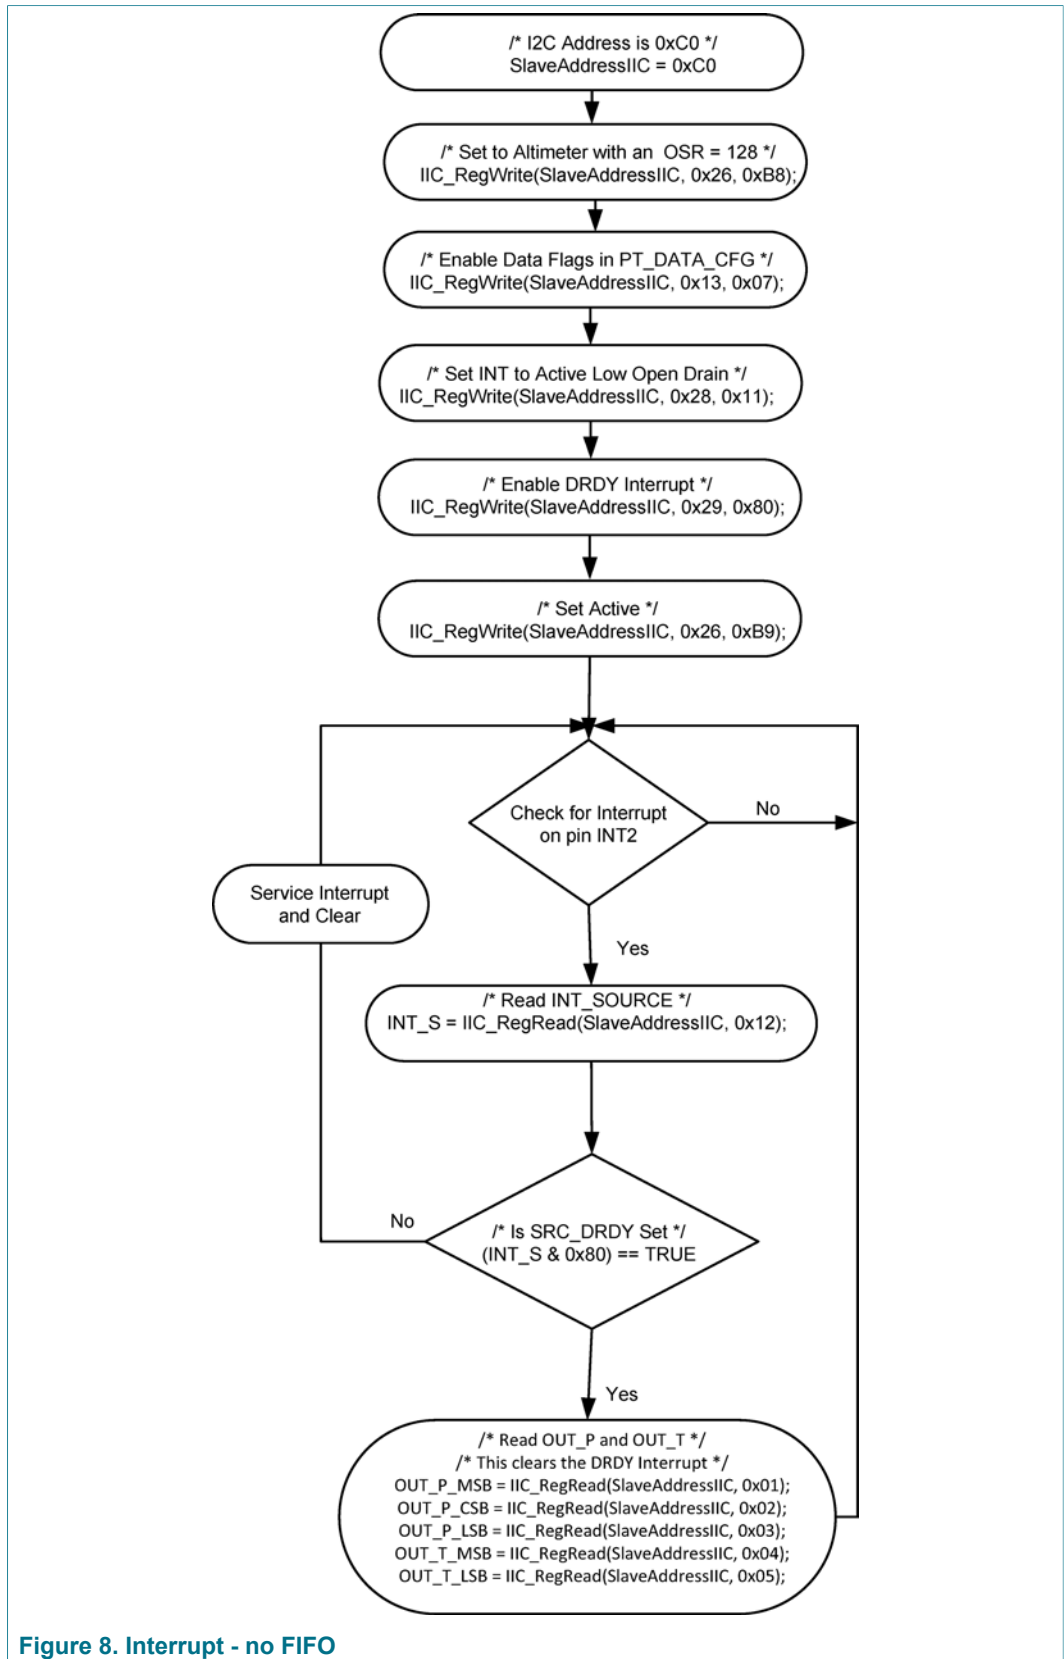 /* I2C Address is 0xC0 */
SlaveAddressIIC = 0xC0
/* Set to Altimeter with an OSR = 128 */
IIC_RegWrite(SlaveAddressIIC, 0x26, 0xB8);
/* Enable Data Flags in PT_DATA_CFG */
IIC_RegWrite(SlaveAddressIIC, 0x13, 0x07);
/* Set INT to Active Low Open Drain */
IIC_RegWrite(SlaveAddressIIC, 0x28, 0x11);
/* Enable DRDY Interrupt */
IIC_RegWrite(SlaveAddressIIC, 0x29, 0x80);
/* Set Active */
IIC_RegWrite(SlaveAddressIIC, 0x26, 0xB9);
Check for Interrupt
on pin INT2
No
Service Interrupt
and Clear
Yes
/* Read INT_SOURCE */
INT_S = IIC_RegRead(SlaveAddressIIC, 0x12);
No
/* Is SRC_DRDY Set */
(INT_S & 0x80) == TRUE
Yes
/* Read OUT_P and OUT_T */
/* This clears the DRDY Interrupt */
OUT_P_MSB = IIC_RegRead(SlaveAddressIIC, 0x01);
OUT_P_CSB = IIC_RegRead(SlaveAddressIIC, 0x02);
OUT_P_LSB = IIC_RegRead(SlaveAddressIIC, 0x03);
OUT_T_MSB = IIC_RegRead(SlaveAddressIIC, 0x04);
OUT_T_LSB = IIC_RegRead(SlaveAddressIIC, 0x05);
Figure 8. Interrupt - no FIFO